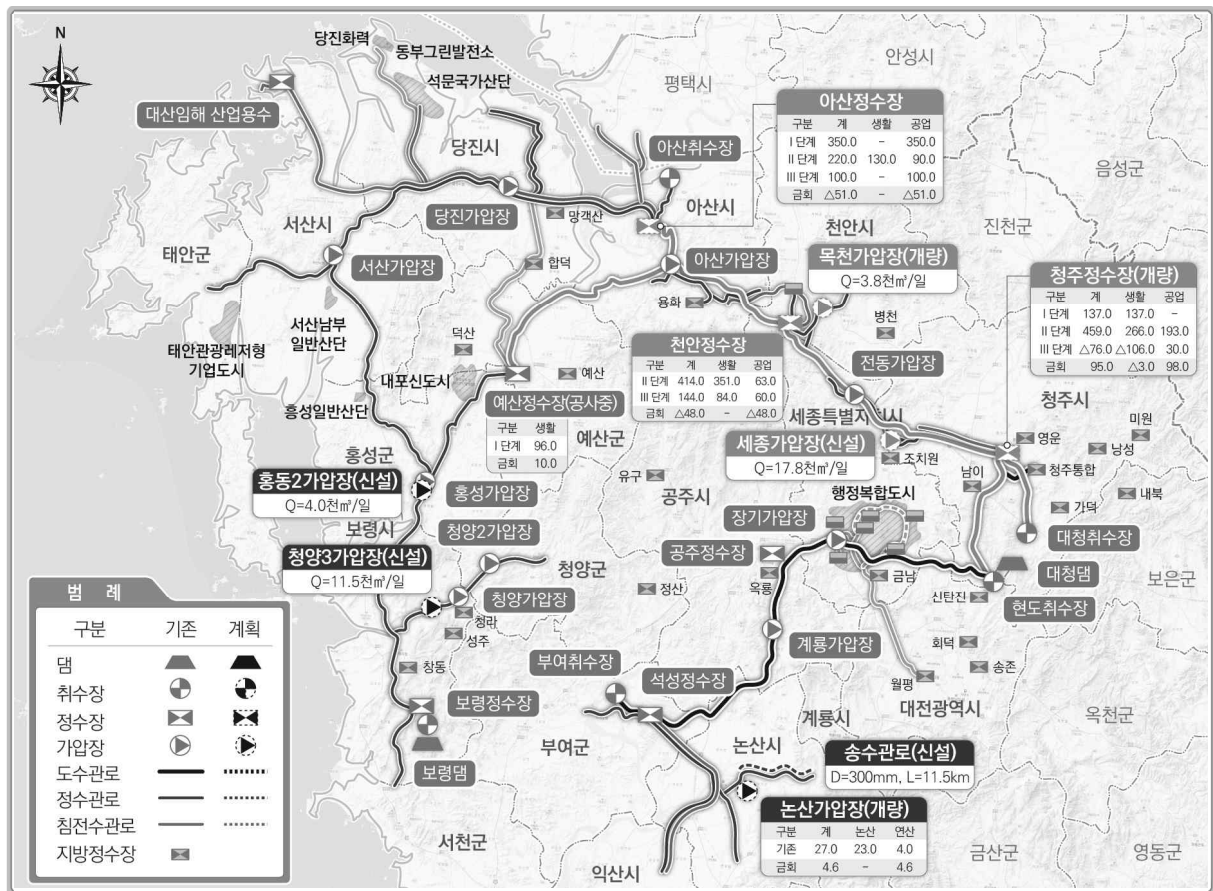 N
당진화력
동부그린발전소
석문국가산단
안성시
평택시
대산임해 산업용수
당진시
아산취수장
아산정수장
구분 계 생활 공업
Ⅰ단계 350.0 - 350.0
Ⅱ단계 220.0 130.0 90.0
Ⅲ단계 100.0 - 100.0
금회 △51.0 - △51.0
음성군
진천군
당진가압장
망객산
아산시
천안시
서산시
태안군
서산가압장
합덕
아산가압장
목천가압장(개량)
Q=3.8천㎥/일
청주정수장(개량)
구분 계 생활 공업
Ⅰ단계 137.0 137.0 -
Ⅱ단계 459.0 266.0 193.0
Ⅲ단계 △76.0 △106.0 30.0
금회 95.0 △3.0 98.0
용화
병천
서산남부
일반산단
태안관광레저형
기업도시
덕산
내포신도시
예산
천안정수장
구분 계 생활 공업
Ⅱ단계 414.0 351.0 63.0
Ⅲ단계 144.0 84.0 60.0
금회 △48.0 - △48.0
전동가압장
홍성일반산단
예산정수장(공사중)
구분 생활
Ⅰ단계 96.0
금회 10.0
예산군
세종특별자치시
청주시
미원
영운
낭성
세종가압장(신설)
Q=17.8천㎥/일
조치원
남이
청주통합
내북
가덕
홍성군
홍동2가압장(신설)
Q=4.0천㎥/일
홍성가압장
유구
공주시
행정복합도시
장기가압장
대청취수장
보령시
청양2가압장
청양3가압장(신설)
Q=11.5천㎥/일
청양군
공주정수장
옥룡
금남
대청댐
보은군
청양가압장
청라
성주
정산
신탄진
현도취수장
계룡가압장
회덕
송존
창동
부여취수장
석성정수장
월평
보령정수장
계룡시
대전광역시
옥천군
부여군
논산시
송수관로(신설)
D=300mm, L=11.5km
보령댐
논산가압장(개량)
구분 계 논산 연산
기존 27.0 23.0 4.0
금회 4.6 - 4.6
서천군
익산시
금산군
영동군
범 례
구분 기존 계획
댐
취수장
정수장
가압장
도수관로
정수관로
침전수관로
지방정수장